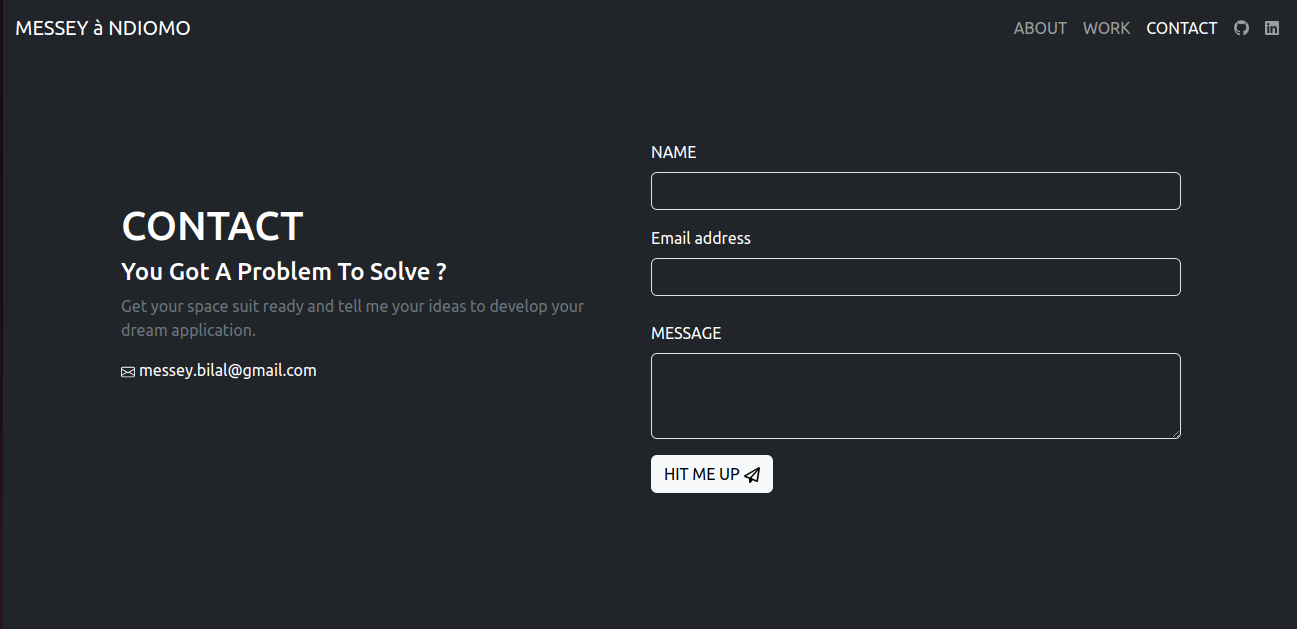 MESSEY à NDIOMO
ABOUT WORK CONTACT
CONTACT
You Got A Problem To Solve ?
Get your space suit ready and tell me your ideas to develop your
dream application.
messey.bilal@gmail.com
NAME
Email address
MESSAGE
HIT ME UP